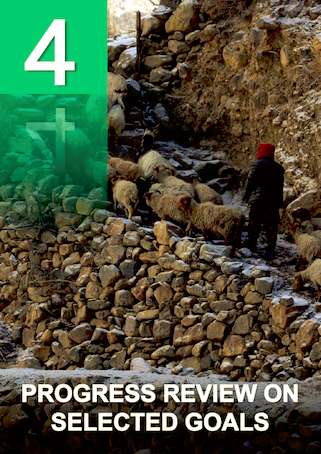 4
PROGRESS REVIEW ON
SELECTED GOALS